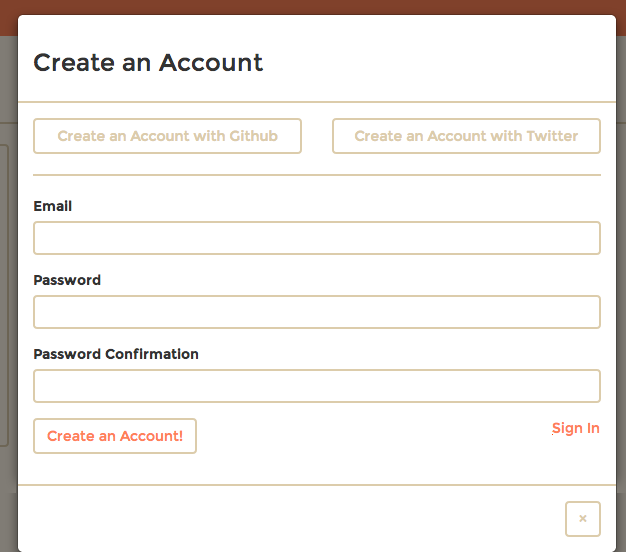 Create an Account
Create an Account with Github
Create an Account with Twitter
Email
Password
Password Confirmation
Create an Account!
Sign In
×